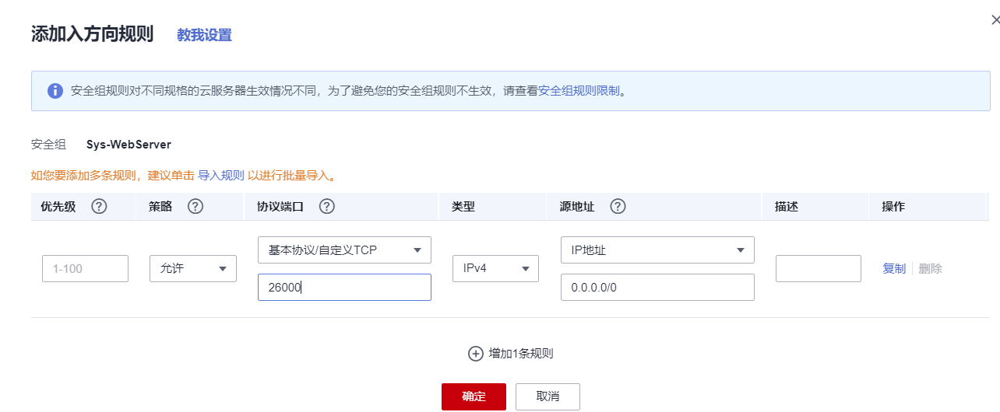 添加入方向规则 教我设置
安全组规则对不同规格的云服务器生效情况不同，为了避免您的安全组规则不生效，请查看安全组规则限制。
安全组 Sys-WebServer
如您要添加多条规则，建议单击 导入规则 以进行批量导入。
优先级 策略 协议端口 类型 源地址 描述 操作
基本协议/自定义TCP IP地址
1-100 允许 IPv4 复制 删除
26000 0.0.0.0/0
增加1条规则
确定 取消